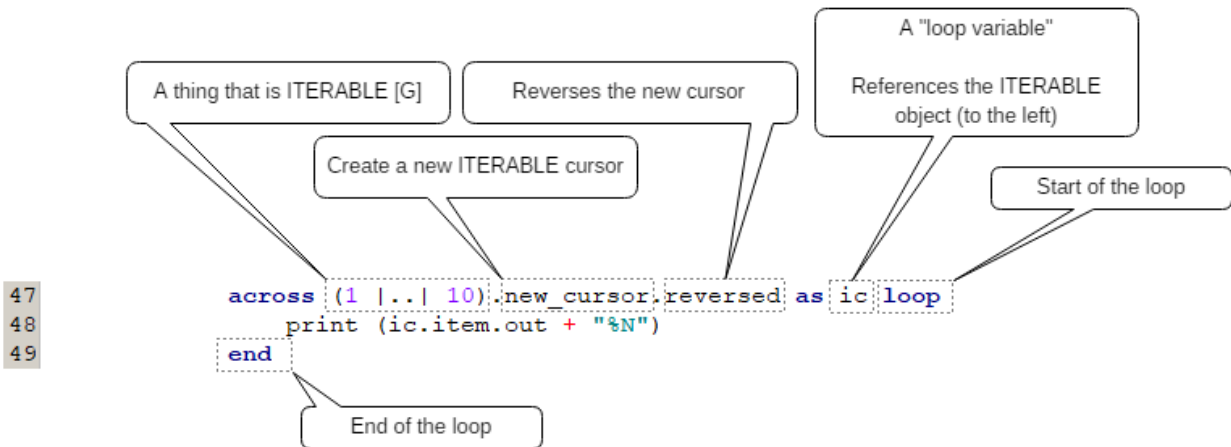 A "loop variable"
References the ITERABLE
object (to the left)
A thing that is ITERABLE [G]
Reverses the new cursor
Create a new ITERABLE cursor
Start of the loop
47 across (1 |..| 10).new_cursor.reversed as ic loop
48 print (ic.item.out + "%N")
49 end
End of the loop